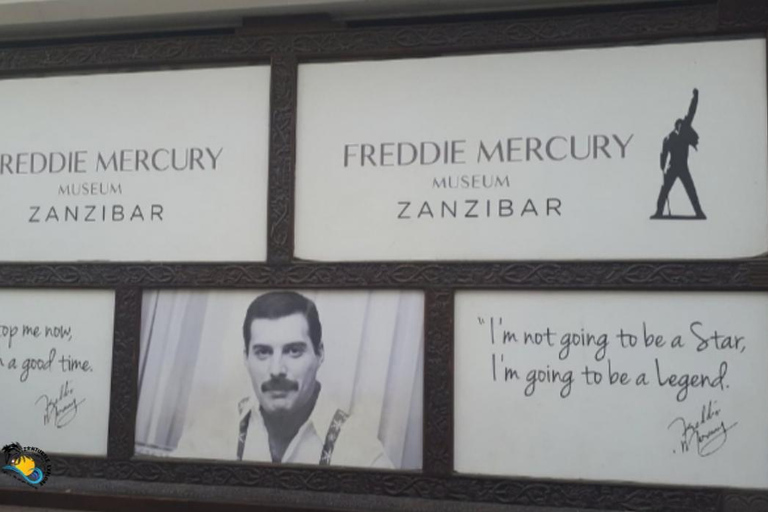 REDDIE MERCURY
MUSEUM
ZANZIBAR
FREDDIE MERCURY
MUSEUM
ZANZIBAR
op me now,
a good time.
"I'm not going to be a Star,
I'm going to be a Legend.